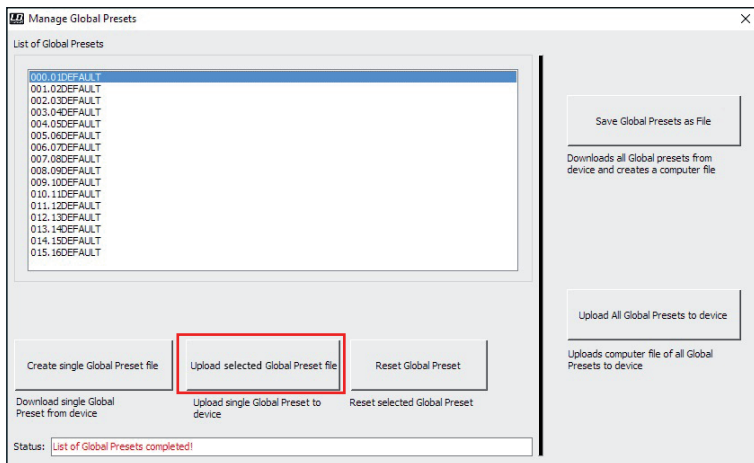 LD
Manage Global Presets
List of Global Presets
000.01DEFAULT
001.02DEFAULT
002.03DEFAULT
003.04DEFAULT
004.05DEFAULT
005.06DEFAULT
006.07DEFAULT
007.08DEFAULT
008.09DEFAULT
009.10DEFAULT
010.11DEFAULT
011.12DEFAULT
012.13DEFAULT
013.14DEFAULT
014.15DEFAULT
015.16DEFAULT
Create single Global Preset file
Download single Global
Preset from device
Upload selected Global Preset file
Upload single Global Preset to
device
Reset Global Preset
Reset selected Global Preset
Status: List of Global Presets completed!
Save Global Presets as File
Downloads all Global presets from
device and creates a computer file
Upload All Global Presets to device
Uploads computer file of all Global
Presets to device